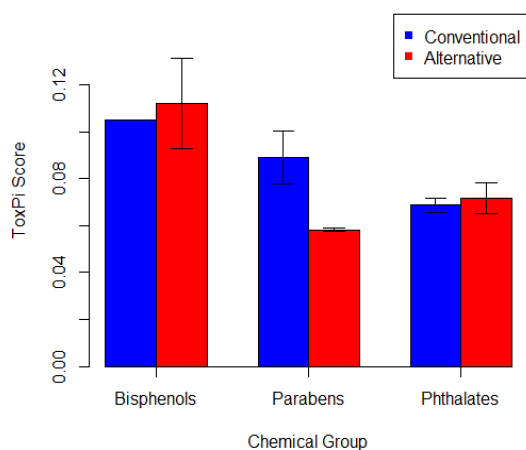 Conventional
Alternative
ToxPi Score
0.12
0.08
0.04
0.00
Bisphenols Parabens Phthalates
Chemical Group